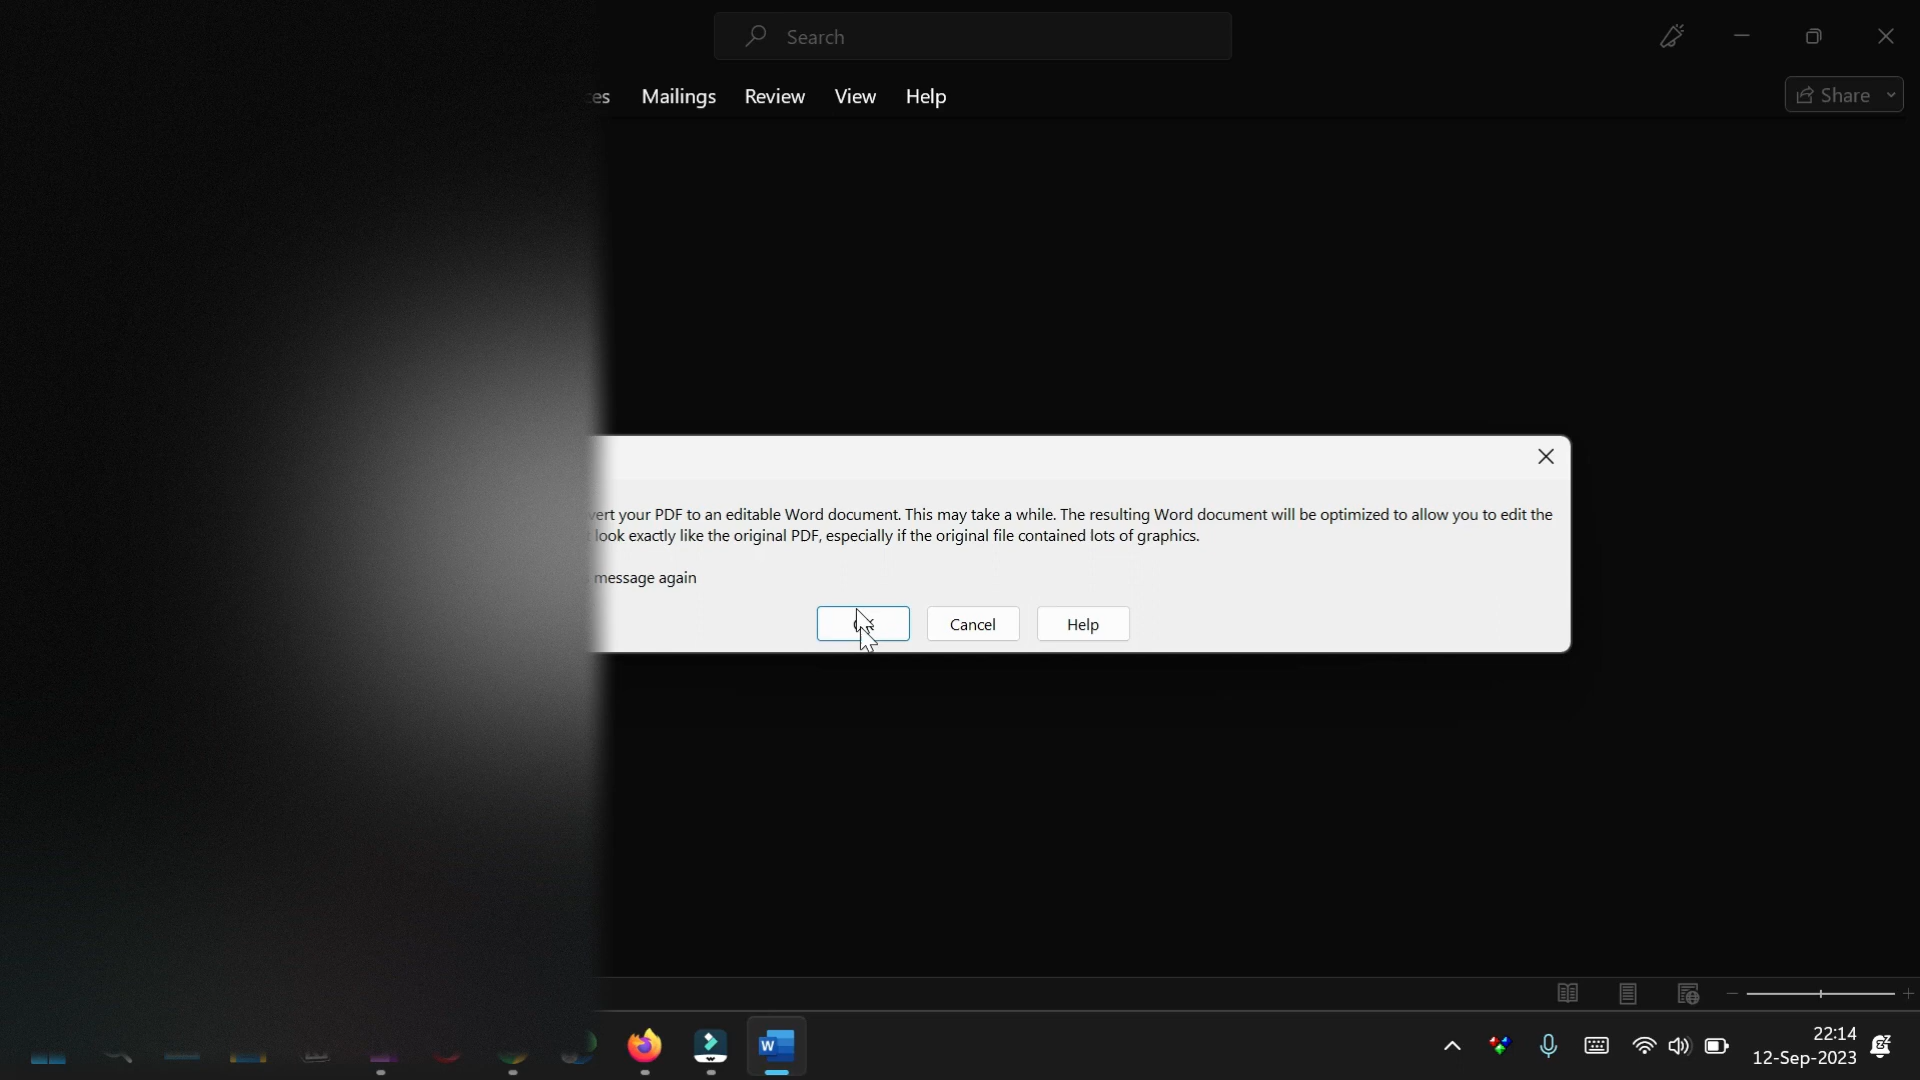 Search
Mailings Review View Help
Share
your PDF to an editable Word document. This may take a while. The resulting Word document will be optimized to allow you to edit the
look exactly like the original PDF, especially if the original file contained lots of graphics.
message again
Cancel Help
W
22:14
12-Sep-2023